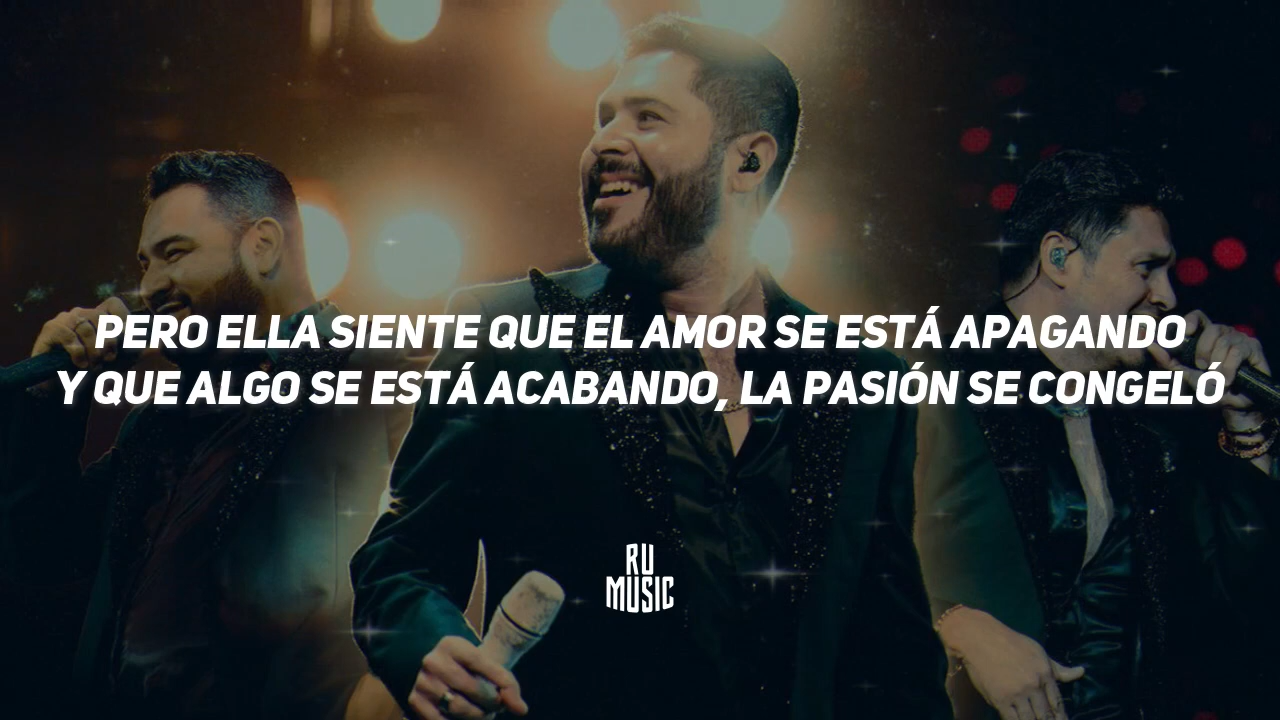 PERO ELLA SIENTE QUE EL AMOR SE ESTÁ APAGANDO
Y QUE ALGO SE ESTÁ ACABANDO, LA PASIÓN SE CONGELÓ
RU
MUSIC